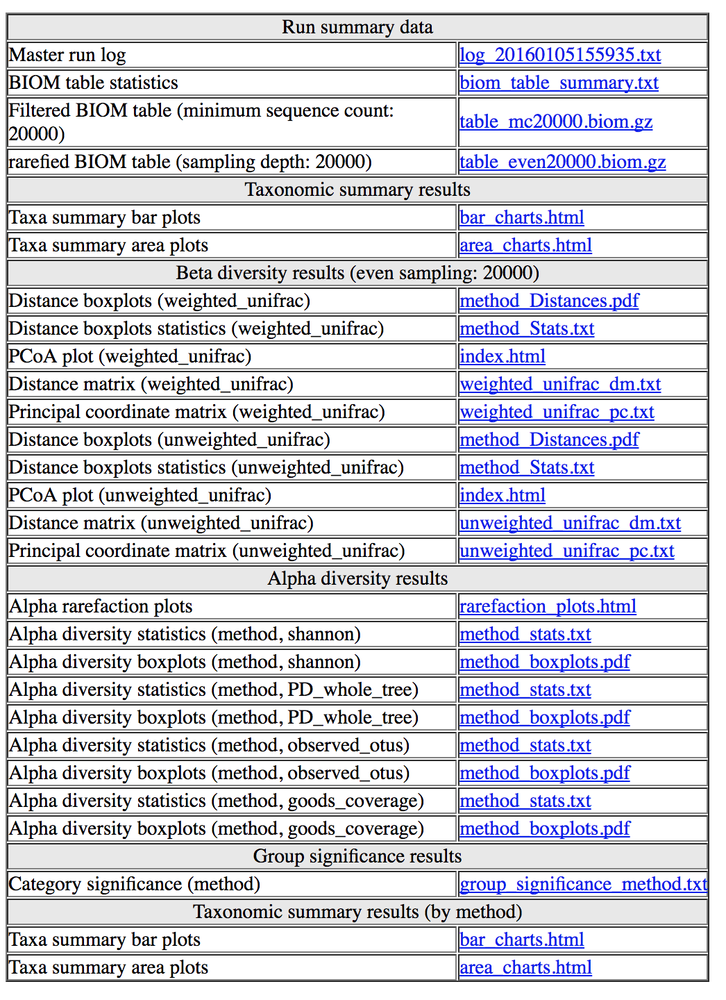 Run summary data
Master run log log_20160105155935.txt
BIOM table statistics biom_table_summary.txt
Filtered BIOM table (minimum sequence count:
20000) table_mc20000.biom.gz
rarefied BIOM table (sampling depth: 20000) table_even20000.biom.gz
Taxonomic summary results
Taxa summary bar plots bar_charts.html
Taxa summary area plots area_charts.html
Beta diversity results (even sampling: 20000)
Distance boxplots (weighted_unifrac) method_Distances.pdf
Distance boxplots statistics (weighted_unifrac) method_Stats.txt
PCoA plot (weighted_unifrac) index.html
Distance matrix (weighted_unifrac) weighted_unifrac_dm.txt
Principal coordinate matrix (weighted_unifrac) weighted_unifrac_pc.txt
Distance boxplots (unweighted_unifrac) method_Distances.pdf
Distance boxplots statistics (unweighted_unifrac) method_Stats.txt
PCoA plot (unweighted_unifrac) index.html
Distance matrix (unweighted_unifrac) unweighted_unifrac_dm.txt
Principal coordinate matrix (unweighted_unifrac) unweighted_unifrac_pc.txt
Alpha diversity results
Alpha rarefaction plots rarefaction_plots.html
Alpha diversity statistics (method, shannon) method_stats.txt
Alpha diversity boxplots (method, shannon) method_boxplots.pdf
Alpha diversity statistics (method, PD_whole_tree) method_stats.txt
Alpha diversity boxplots (method, PD_whole_tree) method_boxplots.pdf
Alpha diversity statistics (method, observed_otus) method_stats.txt
Alpha diversity boxplots (method, observed_otus) method_boxplots.pdf
Alpha diversity statistics (method, goods_coverage) method_stats.txt
Alpha diversity boxplots (method, goods_coverage) method_boxplots.pdf
Group significance results
Category significance (method) group_significance_method.txt
Taxonomic summary results (by method)
Taxa summary bar plots bar_charts.html
Taxa summary area plots area_charts.html